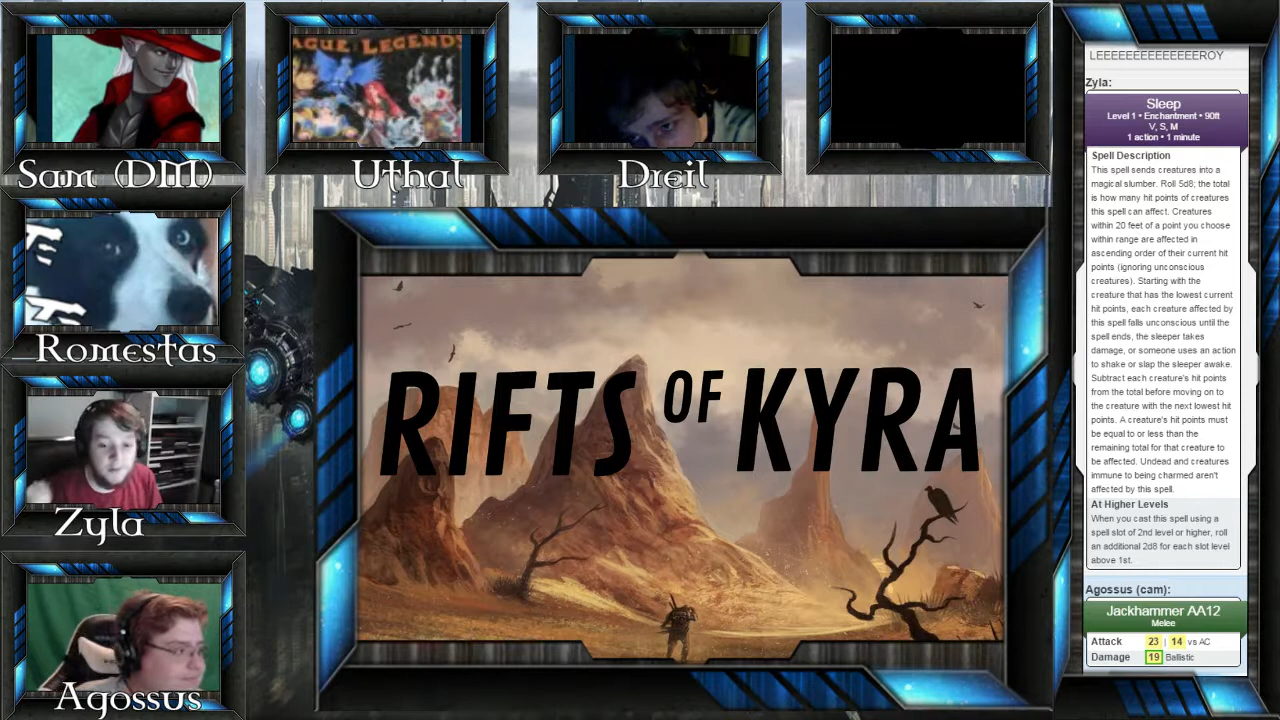 AGUE LEGENDS
Sam (DM)
Uthal
Dreil
Romestas
Zyla
Agossus
RIFTS OF KYRA
LEEEEEEEEEEEEEEEROY
Zyla:
Sleep
Level 1 • Enchantment • 90ft
V, S, M
1 action • 1 minute
Spell Description
This spell sends creatures into a
magical slumber. Roll 5d8; the total
is how many hit points of creatures
this spell can affect. Creatures
within 20 feet of a point you choose
within range are affected in
ascending order of their current hit
points (ignoring unconscious
creatures). Starting with the
creature that has the lowest current
hit points, each creature affected by
this spell falls unconscious until the
spell ends, the sleeper takes
damage, or someone uses an action
to shake or slap the sleeper awake.
Subtract each creature's hit points
from the total before moving on to
the creature with the next lowest hit
points. A creature's hit points must
be equal to or less than the
remaining total for that creature to
be affected. Undead and creatures
immune to being charmed aren't
affected by this spell.
At Higher Levels
When you cast this spell using a
spell slot of 2nd level or higher, roll
an additional 2d8 for each slot level
above 1st.
Agossus (cam):
Jackhammer AA12
Melee
Attack 23 | 14 vs AC
Damage 19 Ballistic